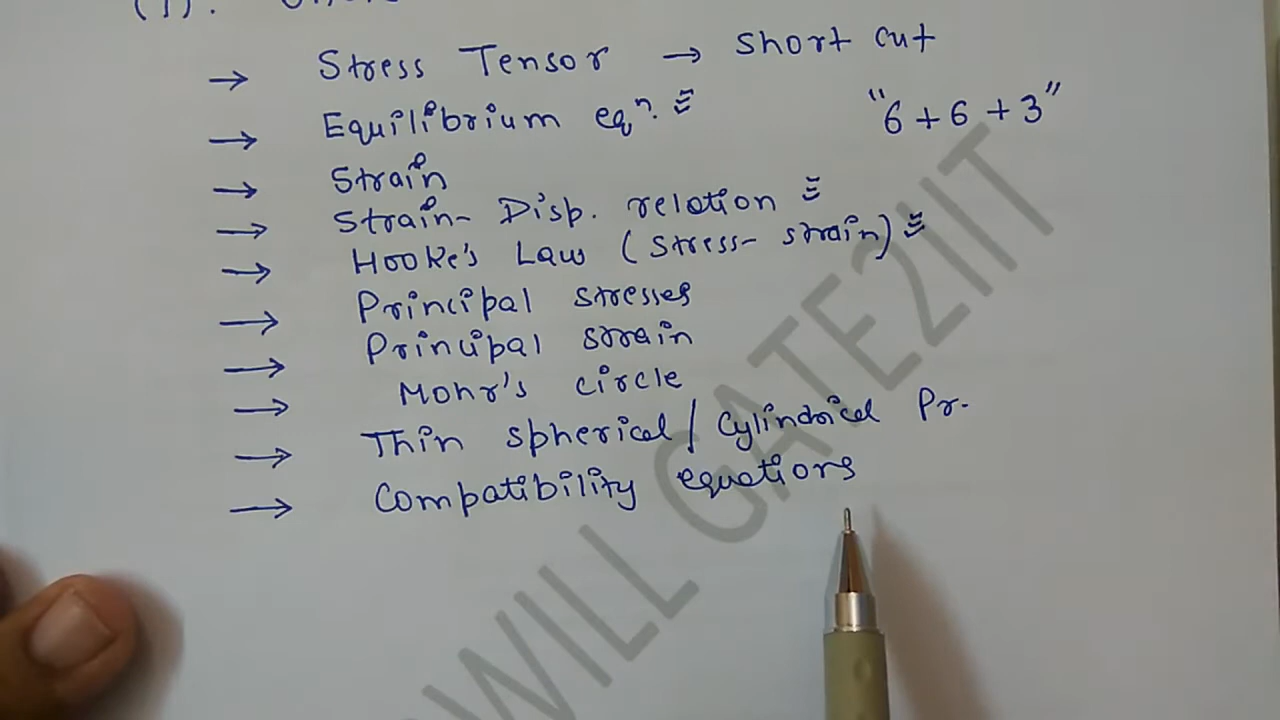 (1).
→ Stress Tensor → short cut
→ Equilibrium eqⁿ.
"6 + 6 + 3"
→ Strain
→ Strain- Disp. relation
→ Hooke's Law (Stress- strain)
→ Principal stresses
→ Principal strain
→ Mohr's circle
→ Thin spherical/Cylindrical Pr.
→ Compatibility equations
WILL GATE2IIT